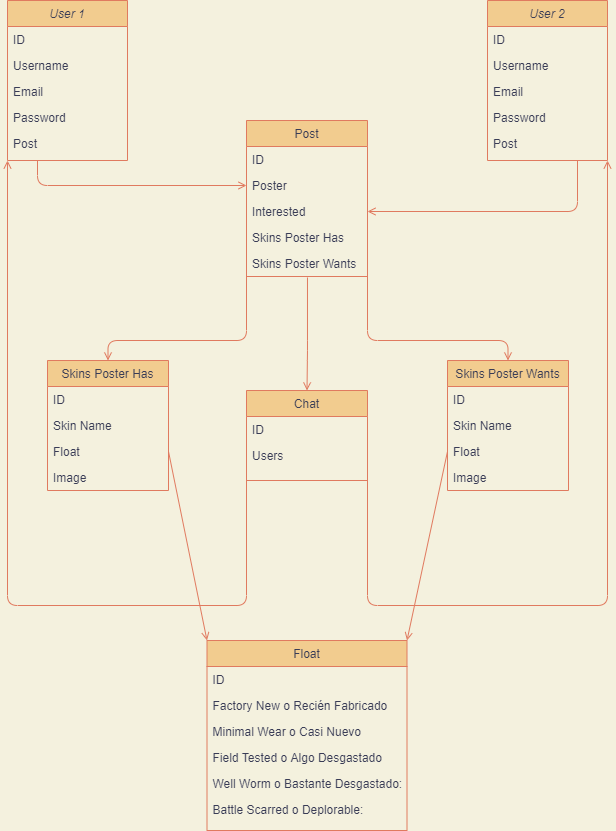 User 1
ID
Username
Email
Password
Post
User 2
ID
Username
Email
Password
Post
Post
ID
Poster
Interested
Skins Poster Has
Skins Poster Wants
Skins Poster Has
ID
Skin Name
Float
Image
Chat
ID
Users
Skins Poster Wants
ID
Skin Name
Float
Image
Float
ID
Factory New o Recién Fabricado
Minimal Wear o Casi Nuevo
Field Tested o Algo Desgastado
Well Worm o Bastante Desgastado:
Battle Scarred o Deplorable: